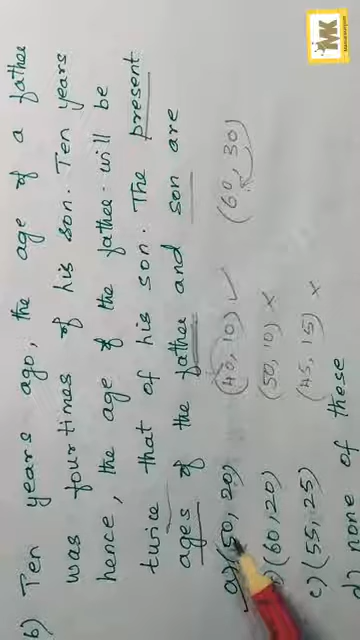 6) Ten years ago, the age of a father
was fourtimes of his son. Ten years
hence, the age of the father will be
twice that of his son. The present
ages of the father and son are
a) (50, 20) (40, 10) ✓ (60, 30)
b) (60, 20) (50, 10) ×
c) (55, 25) (45, 15) ×
d) none of these
MK